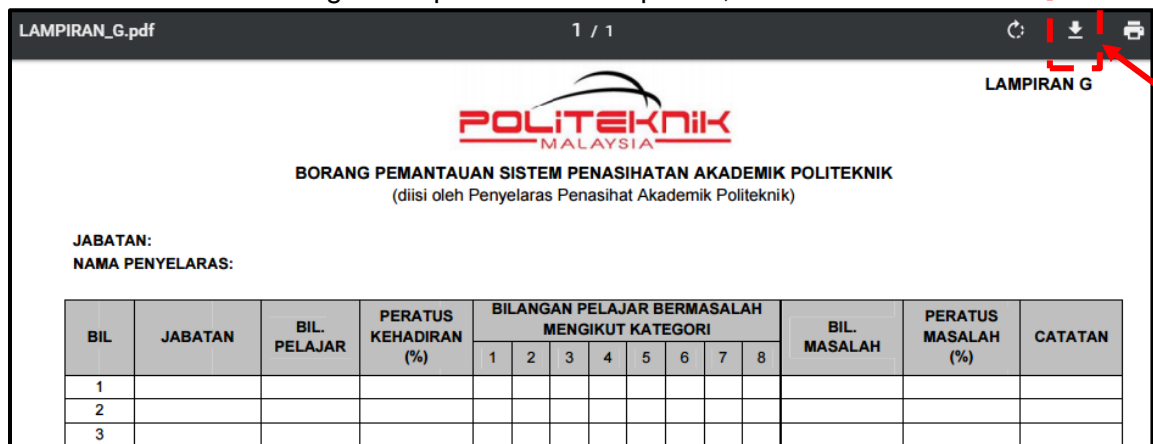 LAMPIRAN_G.pdf 1 / 1
LAMPIRAN G
POLiTEKNiK
MALAYSIA
BORANG PEMANTAUAN SISTEM PENASIHATAN AKADEMIK POLITEKNIK
(diisi oleh Penyelaras Penasihat Akademik Politeknik)
JABATAN:
NAMA PENYELARAS:
BIL JABATAN BIL. PELAJAR PERATUS KEHADIRAN (%) BILANGAN PELAJAR BERMASALAH MENGIKUT KATEGORI BIL. MASALAH PERATUS MASALAH (%) CATATAN
1 2 3 4 5 6 7 8
1
2
3